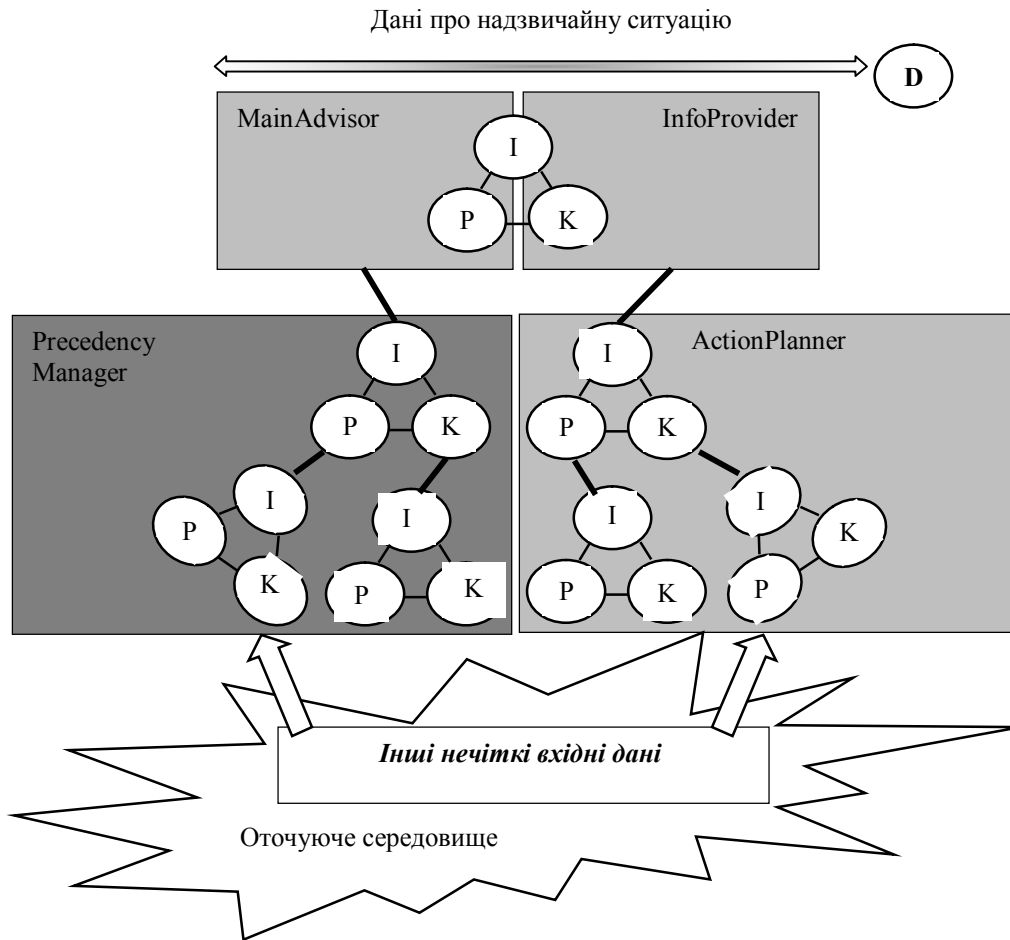 Дані про надзвичайну ситуацію
D
MainAdvisor
InfoProvider
I
P
K
Precedency
Manager
I
P
K
I
P
K
I
P
K
ActionPlanner
I
P
K
I
P
K
I
K
P
Інші нечіткі вхідні дані
Оточуюче середовище